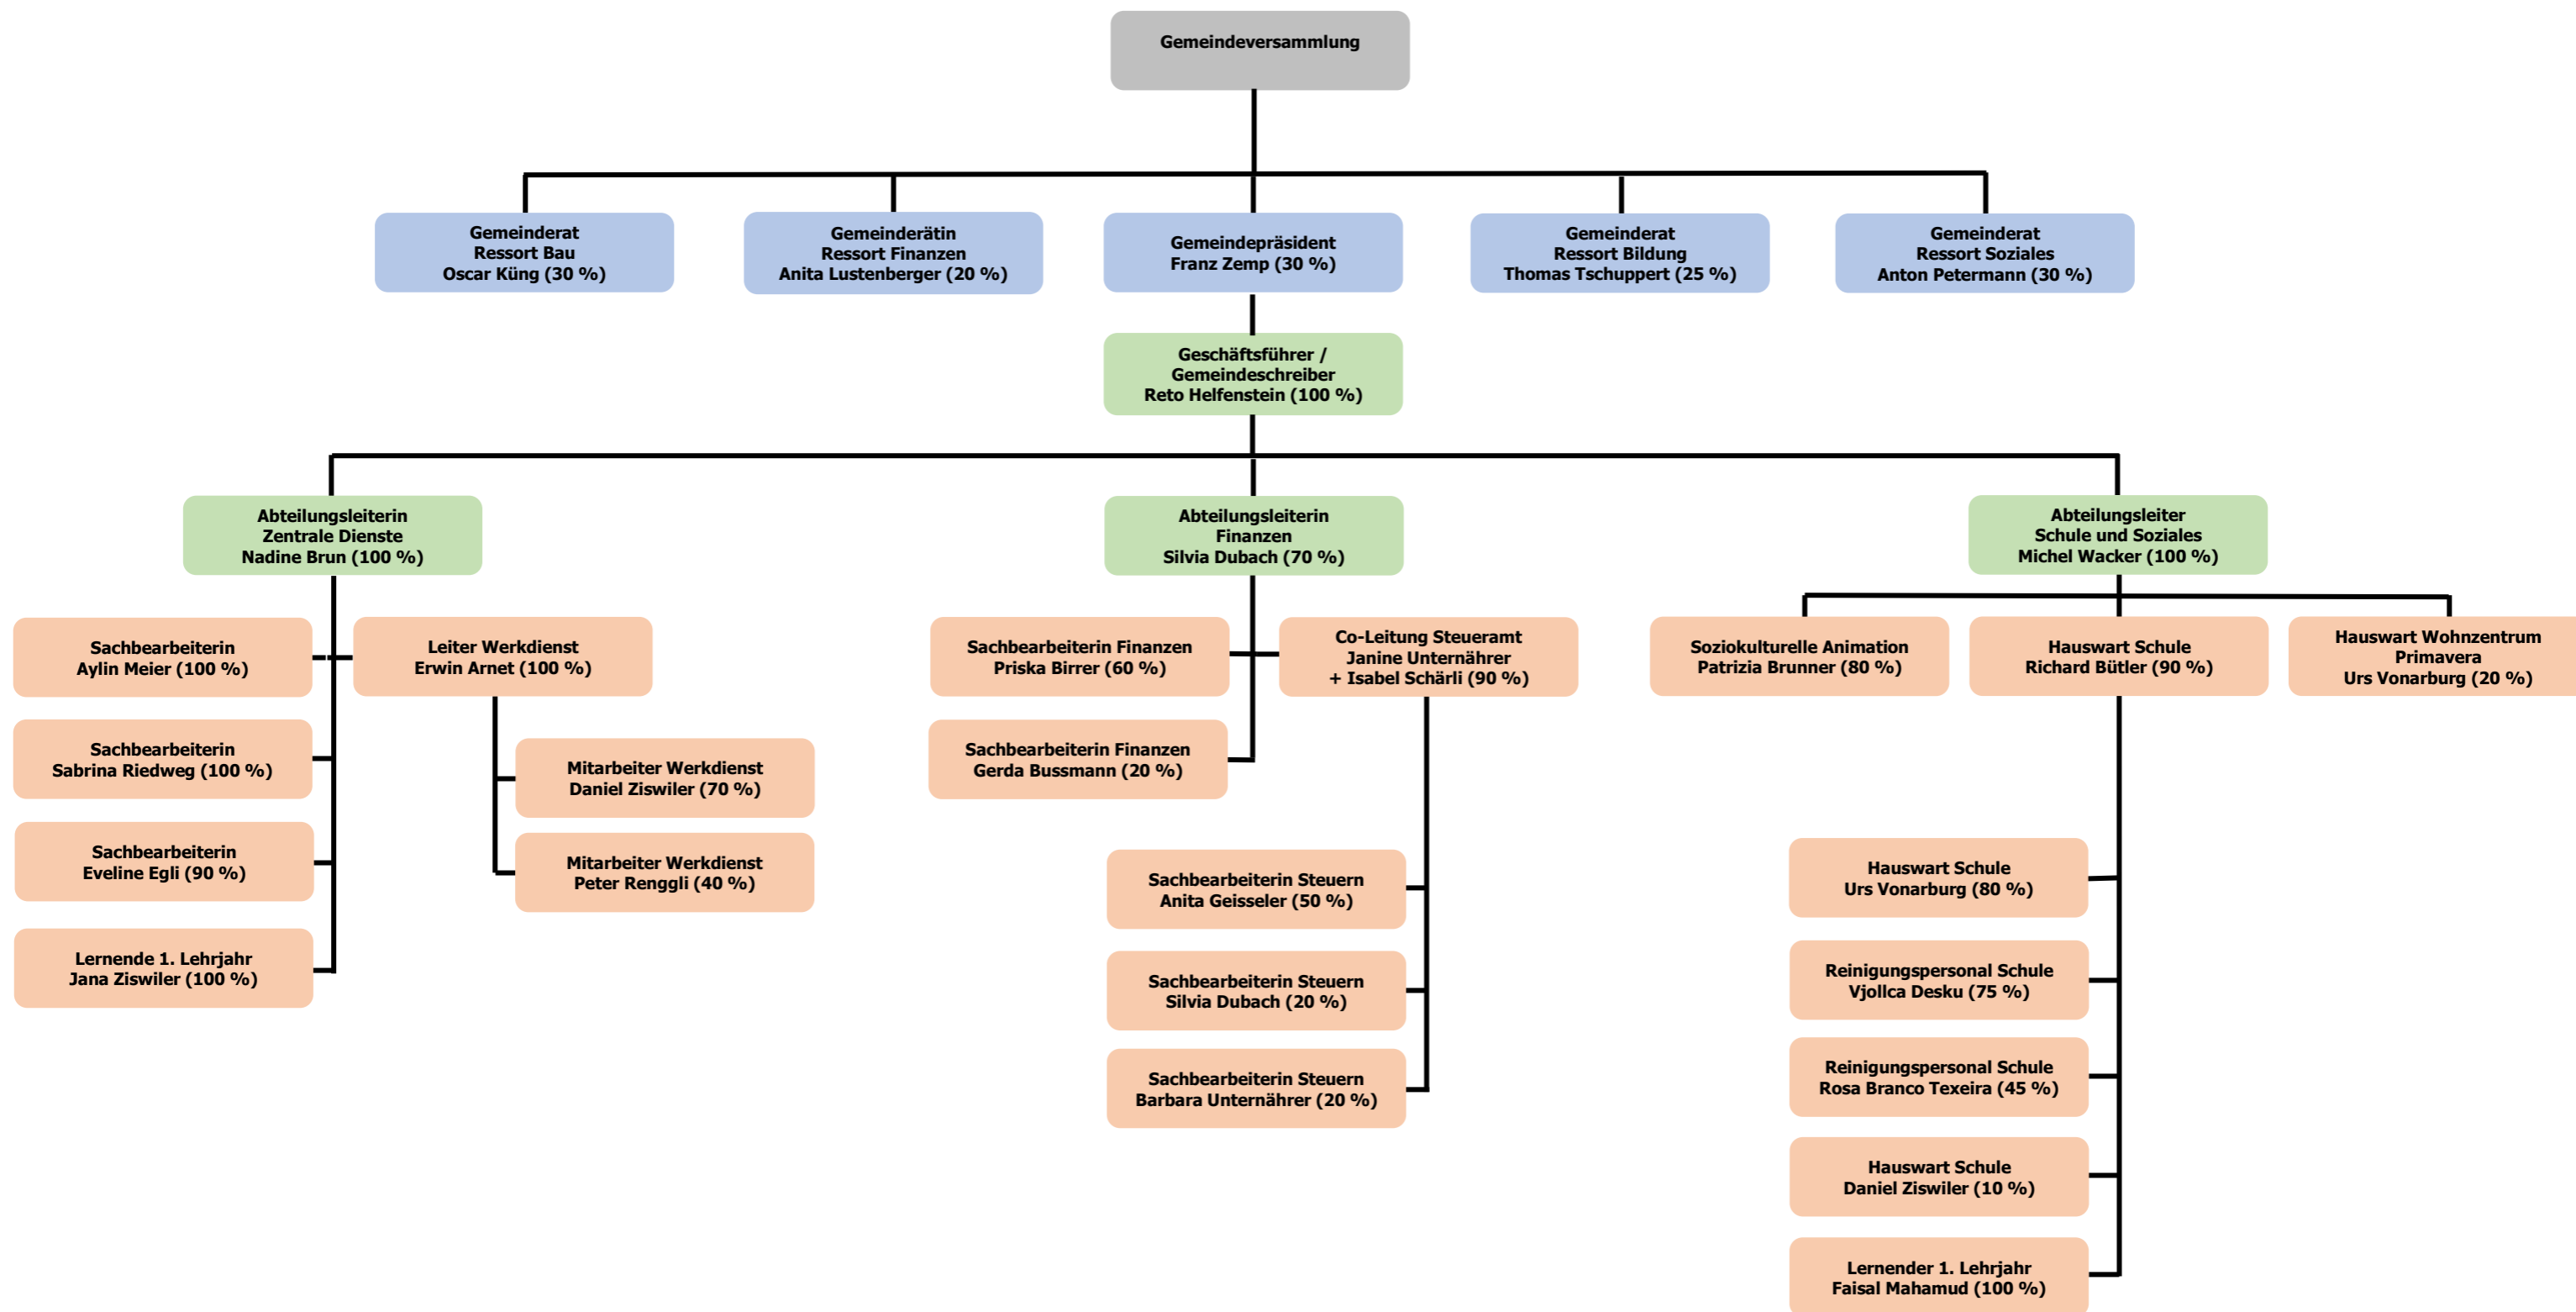 Gemeindeversammlung
Gemeinderat
Ressort Bau
Oscar Küng (30 %)
Gemeinderätin
Ressort Finanzen
Anita Lustenberger (20 %)
Gemeindepräsident
Franz Zemp (30 %)
Gemeinderat
Ressort Bildung
Thomas Tschuppert (25 %)
Gemeinderat
Ressort Soziales
Anton Petermann (30 %)
Geschäftsführer /
Gemeindeschreiber
Reto Helfenstein (100 %)
Abteilungsleiterin
Zentrale Dienste
Nadine Brun (100 %)
Abteilungsleiterin
Finanzen
Silvia Dubach (70 %)
Abteilungsleiter
Schule und Soziales
Michel Wacker (100 %)
Sachbearbeiterin
Aylin Meier (100 %)
Leiter Werkdienst
Erwin Arnet (100 %)
Sachbearbeiterin
Sabrina Riedweg (100 %)
Mitarbeiter Werkdienst
Daniel Ziswiler (70 %)
Sachbearbeiterin
Eveline Egli (90 %)
Mitarbeiter Werkdienst
Peter Renggli (40 %)
Lernende 1. Lehrjahr
Jana Ziswiler (100 %)
Sachbearbeiterin Finanzen
Priska Birrer (60 %)
Co-Leitung Steueramt
Janine Unternährer
+ Isabel Schärli (90 %)
Sachbearbeiterin Finanzen
Gerda Bussmann (20 %)
Sachbearbeiterin Steuern
Anita Geisseler (50 %)
Sachbearbeiterin Steuern
Silvia Dubach (20 %)
Sachbearbeiterin Steuern
Barbara Unternährer (20 %)
Soziokulturelle Animation
Patrizia Brunner (80 %)
Hauswart Schule
Richard Bütler (90 %)
Hauswart Wohnzentrum
Primavera
Urs Vonarburg (20 %)
Hauswart Schule
Urs Vonarburg (80 %)
Reinigungspersonal Schule
Vjollca Desku (75 %)
Reinigungspersonal Schule
Rosa Branco Texeira (45 %)
Hauswart Schule
Daniel Ziswiler (10 %)
Lernender 1. Lehrjahr
Faisal Mahamud (100 %)